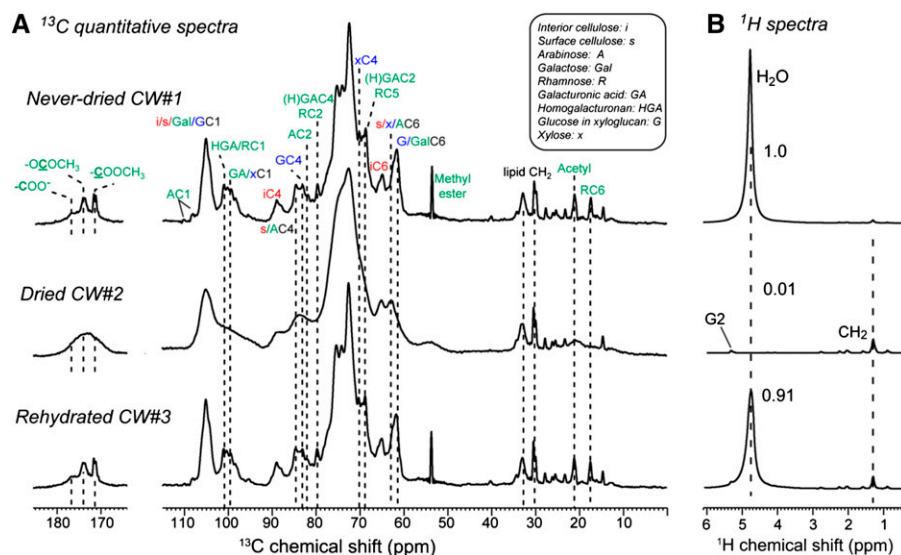 A ¹³C quantitative spectra
Interior cellulose: i
Surface cellulose: s
Arabinose: A
Galactose: Gal
Rhamnose: R
Galacturonic acid: GA
Homogalacturonan: HGA
Glucose in xyloglucan: G
Xylose: x
B ¹H spectra
Never-dried CW#1
-OCOCH₃
-COOCH₃
-COO⁻
i/s/Gal/GC1
HGA/RC1
GA/xC1
AC1
iC4
s/AC4
GC4
AC2
(H)GAC4
RC2
xC4
(H)GAC2
RC5
s/x/AC6
G/GalC6
iC6
Methyl
ester
lipid CH₂
Acetyl
RC6
H₂O
1.0
Dried CW#2
0.01
G2
CH₂
Rehydrated CW#3
0.91
180 170
110 100 90 80 70 60 50 40 30 20 10 0
¹³C chemical shift (ppm)
6 5 4 3 2 1
¹H chemical shift (ppm)